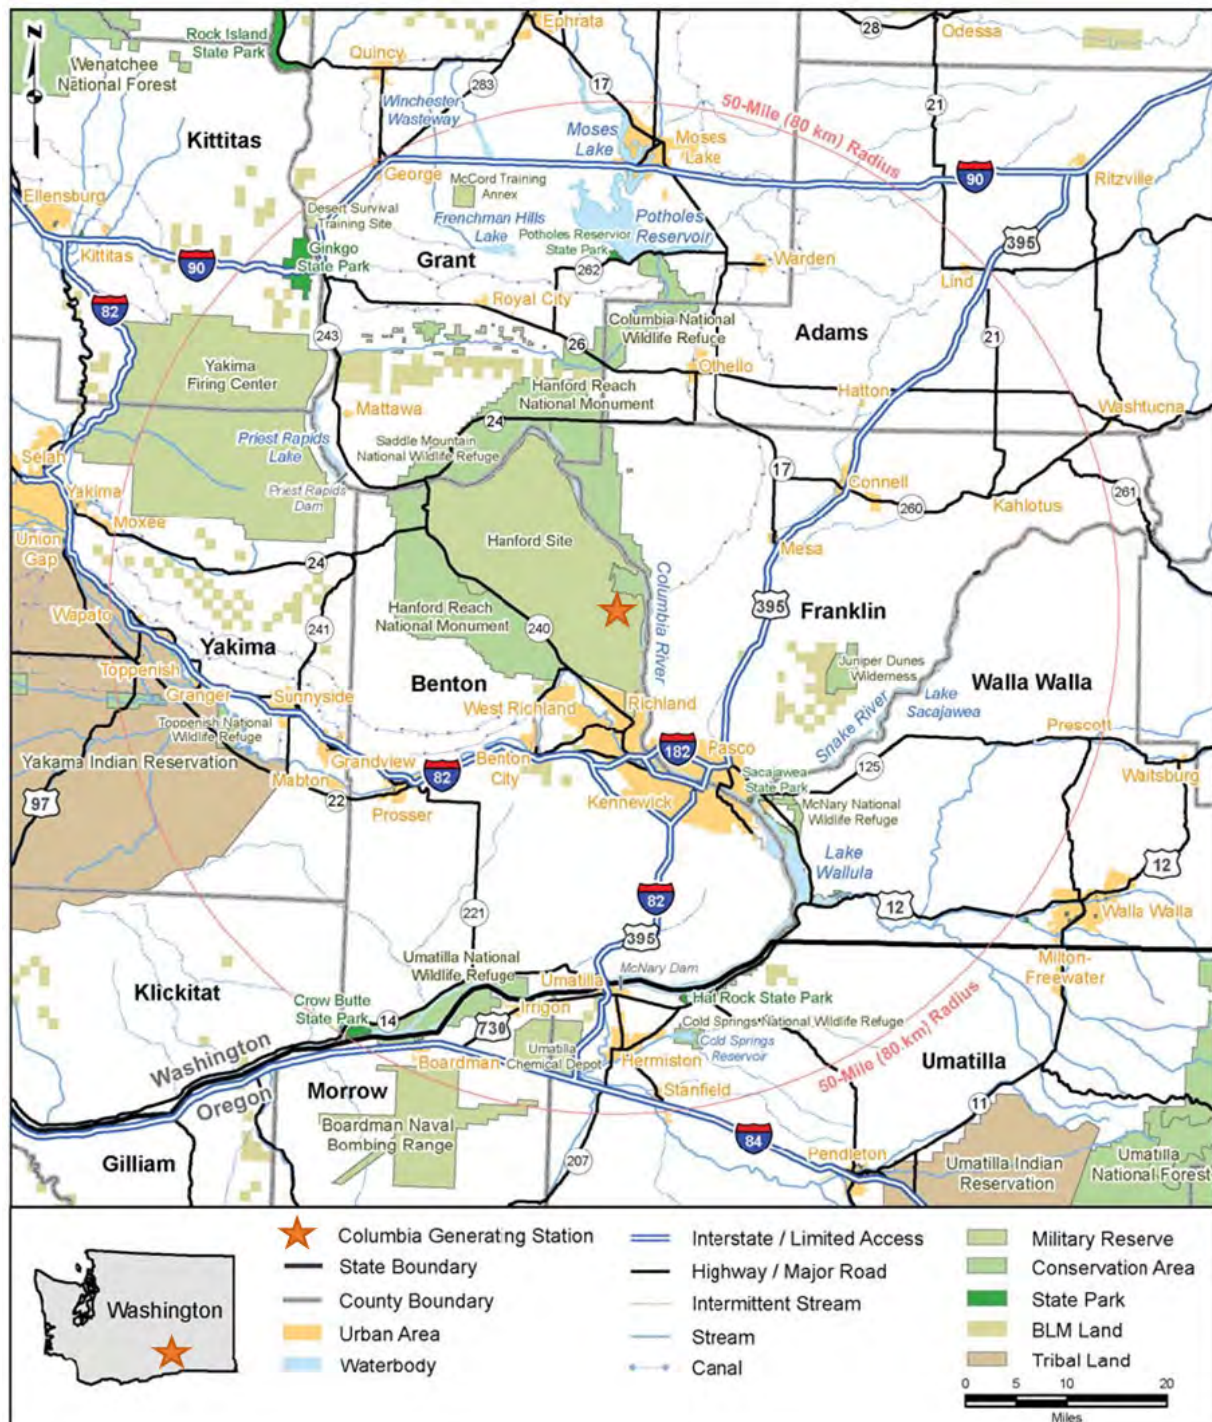 N
Rock Island
State Park
Wenatchee
National Forest
Quincy
Ephrata
28
Odessa
283
17
21
Winchester
Wasteway
50-Mile (80 km) Radius
Kittitas
Moses
Lake
Moses
Lake
Ellensburg
George
McCord Training
Annex
90
Ritzville
Desert Survival
Training Site
Frenchman Hills
Lake
Potholes
Reservoir
395
Kittitas
Ginkgo
State Park
Potholes Reservoir
State Park
90
Grant
262
Warden
Lind
82
Royal City
Columbia National
Wildlife Refuge
Adams
243
26
21
Yakima
Firing Center
Othello
Hanford Reach
National Monument
Hatton
Mattawa
Washtucna
24
Priest Rapids
Lake
Saddle Mountain
National Wildlife Refuge
Selah
17
Connell
Yakima
Priest Rapids
Dam
261
Moxee
260
Kahlotus
Union
Gap
Hanford Site
Mesa
24
Columbia River
Wapato
Hanford Reach
National Monument
395
Franklin
241
240
Yakima
Toppenish
Juniper Dunes
Wilderness
Granger
Sunnyside
Benton
Richland
Walla Walla
West Richland
Lake
Sacajawea
Toppenish National
Wildlife Refuge
Snake River
Prescott
Yakama Indian Reservation
Grandview
Benton
City
182
Pasco
125
Waitsburg
Mabton
82
Sacajawea
State Park
97
22
Prosser
Kennewick
McNary National
Wildlife Refuge
Lake
Wallula
12
82
12
Walla Walla
221
395
Umatilla National
Wildlife Refuge
McNary Dam
Milton-
Freewater
Klickitat
Umatilla
Crow Butte
State Park
Hat Rock State Park
Irrigon
14
730
Cold Springs National Wildlife Refuge
Cold Springs
Reservoir
50-Mile (80 km) Radius
Washington
Boardman
Umatilla
Chemical Depot
Hermiston
Umatilla
Oregon
Morrow
Stanfield
11
Boardman Naval
Bombing Range
84
Gilliam
207
Pendleton
Umatilla Indian
Reservation
Umatilla
National Forest
Washington
Columbia Generating Station
State Boundary
County Boundary
Urban Area
Waterbody
Interstate / Limited Access
Highway / Major Road
Intermittent Stream
Stream
Canal
Military Reserve
Conservation Area
State Park
BLM Land
Tribal Land
0 5 10 20
Miles